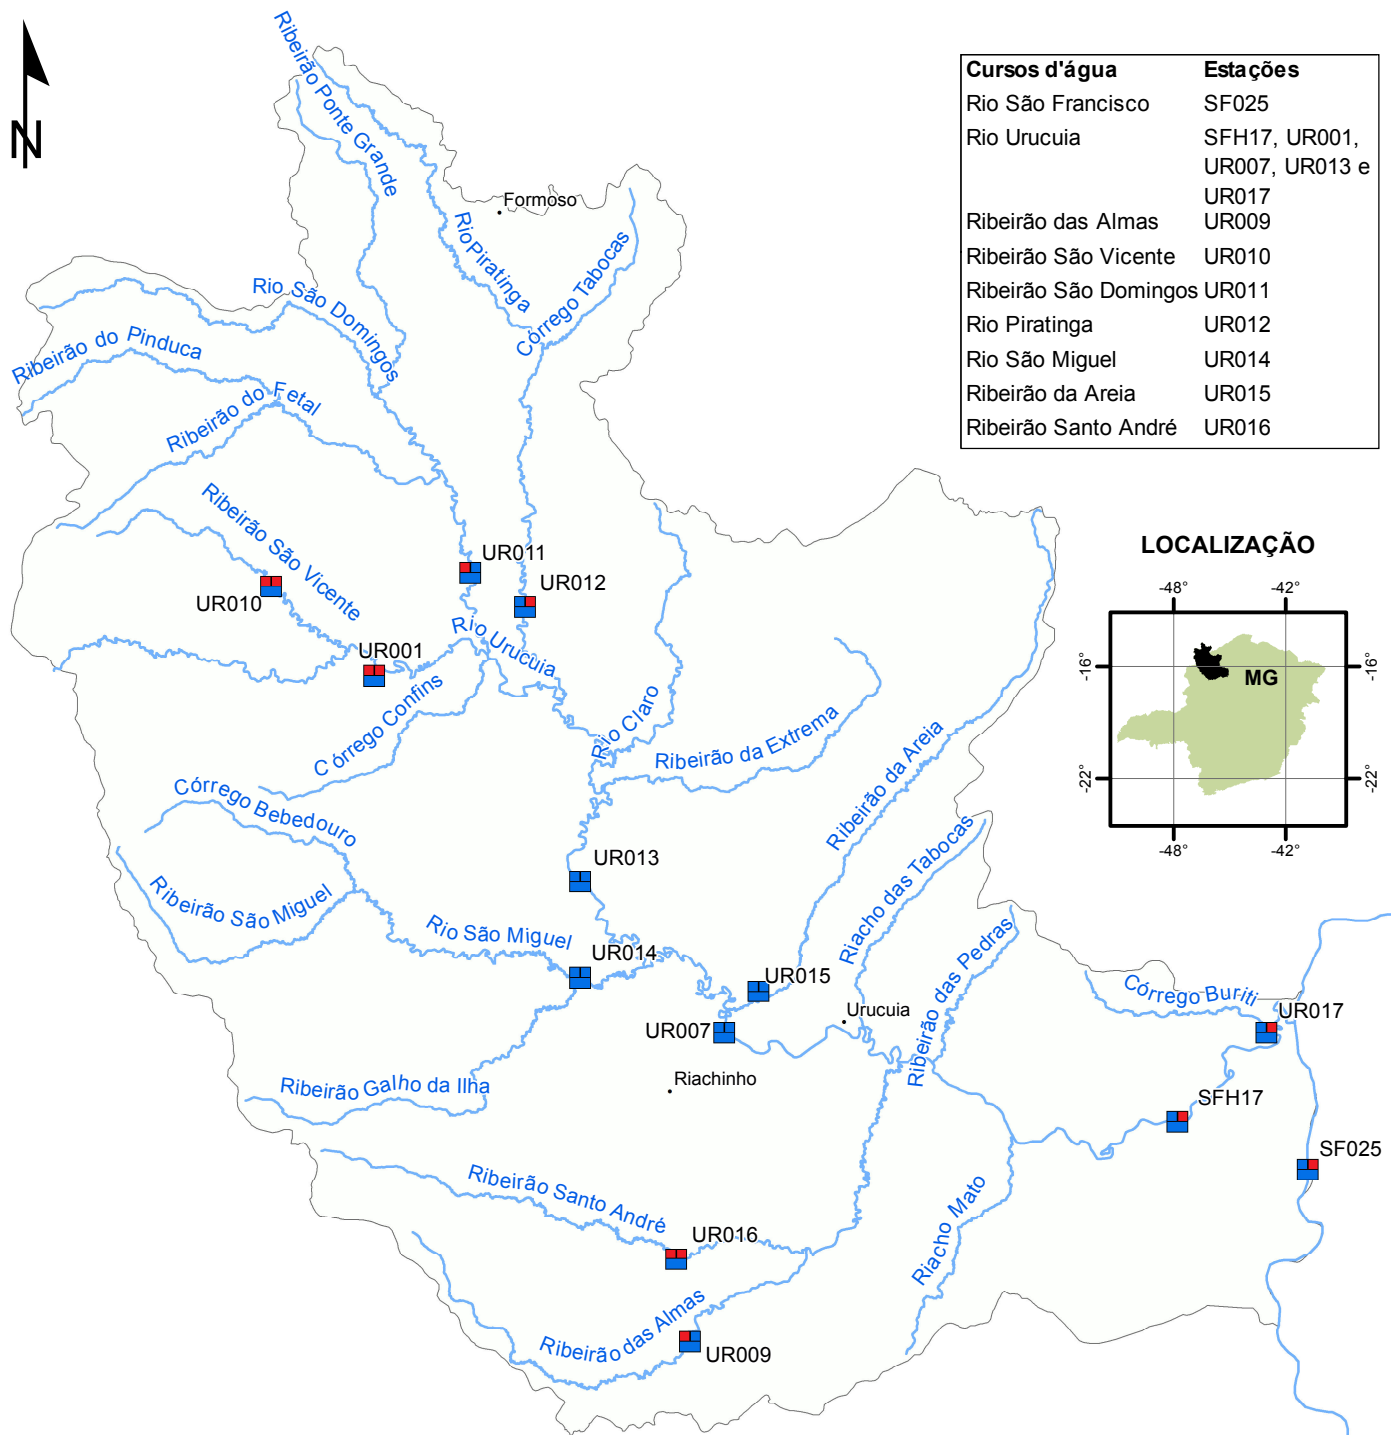 N
Cursos d'água Estações
Rio São Francisco SF025
Rio Urucuia SFH17, UR001,
UR007, UR013 e
UR017
Ribeirão das Almas UR009
Ribeirão São Vicente UR010
Ribeirão São Domingos UR011
Rio Piratinga UR012
Rio São Miguel UR014
Ribeirão da Areia UR015
Ribeirão Santo André UR016
Ribeirão Ponte Grande
Formoso
Rio Piratinga
Córrego Tabocas
Rio São Domingos
Ribeirão do Pinduca
Ribeirão do Fetal
Ribeirão São Vicente
UR011
UR010
UR012
Rio Urucuia
UR001
Córrego Confins
Rio Claro
Ribeirão da Extrema
Ribeirão da Areia
Córrego Bebedouro
Riacho das Tabocas
UR013
Ribeirão São Miguel
Rio São Miguel
UR014
UR015
Ribeirão das Pedras
Urucuia
UR007
Córrego Buriti
UR017
Riachinho
Ribeirão Galho da Ilha
SFH17
SF025
Ribeirão Santo André
Riacho Mato
UR016
Ribeirão das Almas
UR009
LOCALIZAÇÃO
-48° -42°
-16° -16°
MG
-22° -22°
-48° -42°